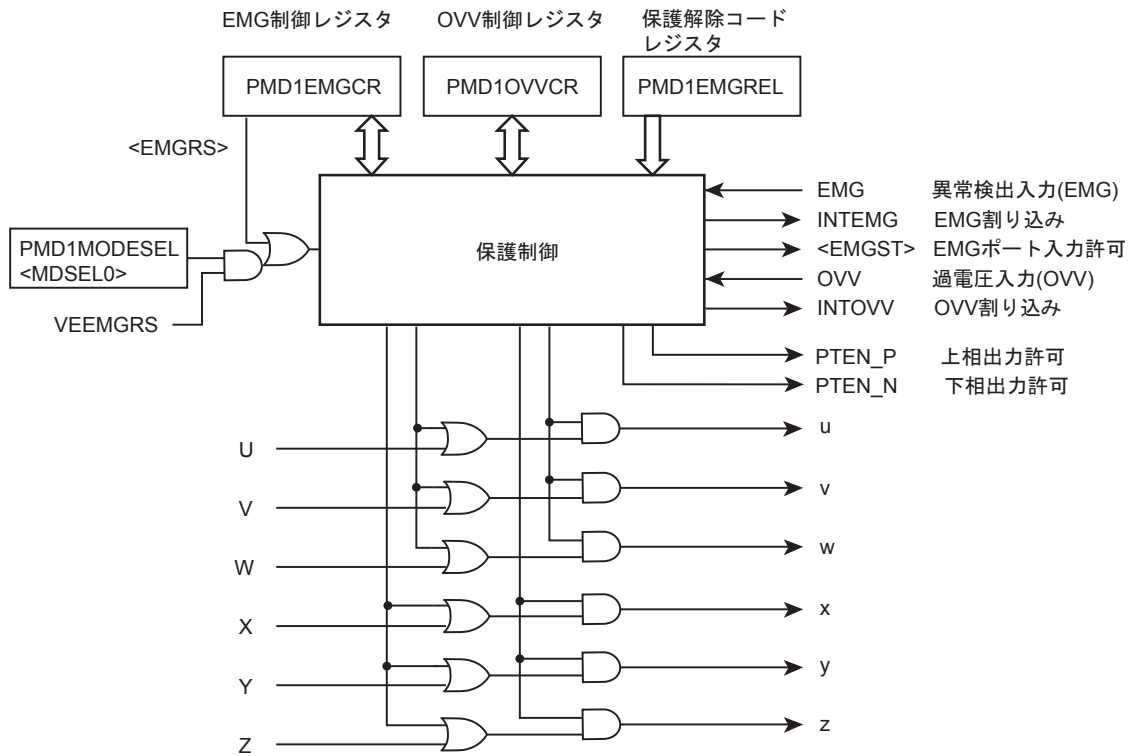 EMG制御レジスタ
OVV制御レジスタ
保護解除コード
レジスタ
PMD1EMGCR
PMD1OVVCR
PMD1EMGREL
<EMGRS>
PMD1MODESEL
<MDSEL0>
VEEMGRS
保護制御
EMG 異常検出入力(EMG)
INTEMG EMG割り込み
<EMGST> EMGポート入力許可
OVV 過電圧入力(OVV)
INTOVV OVV割り込み
PTEN_P 上相出力許可
PTEN_N 下相出力許可
U u
V v
W w
X x
Y y
Z z